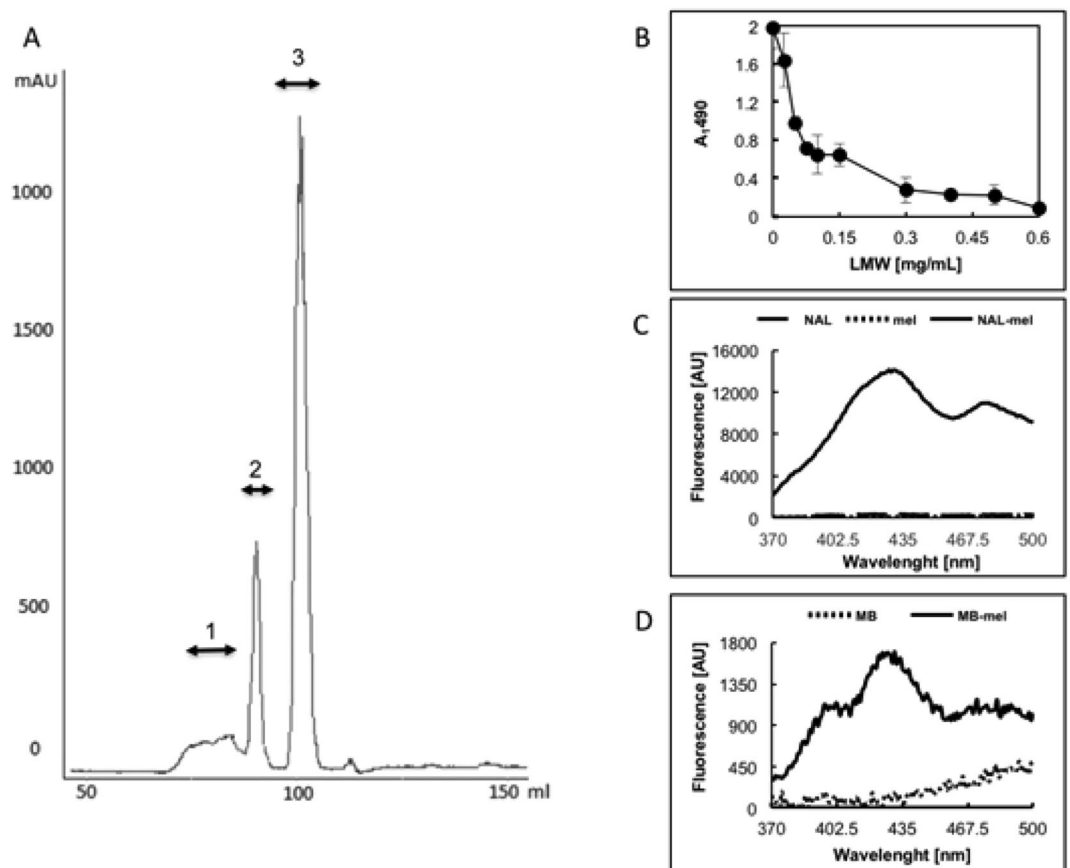 A
mAU
1000
1500
1000
500
0
1
2
3
50
100
150 ml
B
A₁490
2
1.6
1.2
0.8
0.4
0
0
0.15
0.3
0.45
0.6
LMW [mg/mL]
C
NAL
mel
NAL-mel
Fluorescence [AU]
16000
12000
8000
4000
0
370
402.5
435
467.5
500
Wavelenght [nm]
D
MB
MB-mel
Fluorescence [AU]
1800
1350
900
450
0
370
402.5
435
467.5
500
Wavelenght [nm]